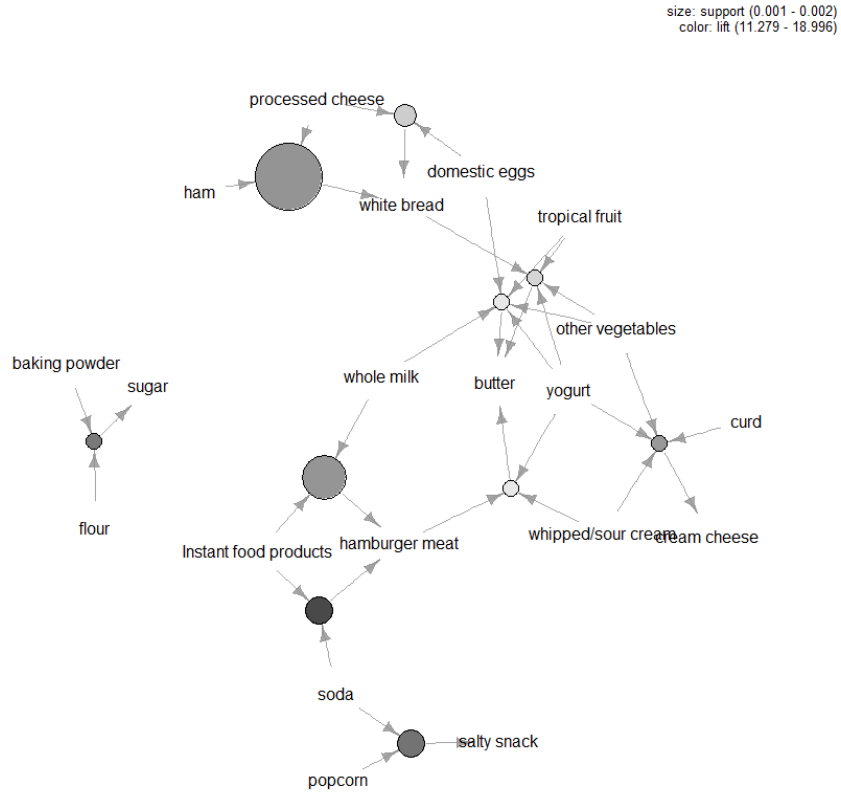 size: support (0.001 - 0.002)
color: lift (11.279 - 18.996)
processed cheese
domestic eggs
ham
white bread
tropical fruit
other vegetables
baking powder
sugar
whole milk
butter
yogurt
curd
flour
Instant food products
hamburger meat
whipped/sour cream
cream cheese
soda
salty snack
popcorn